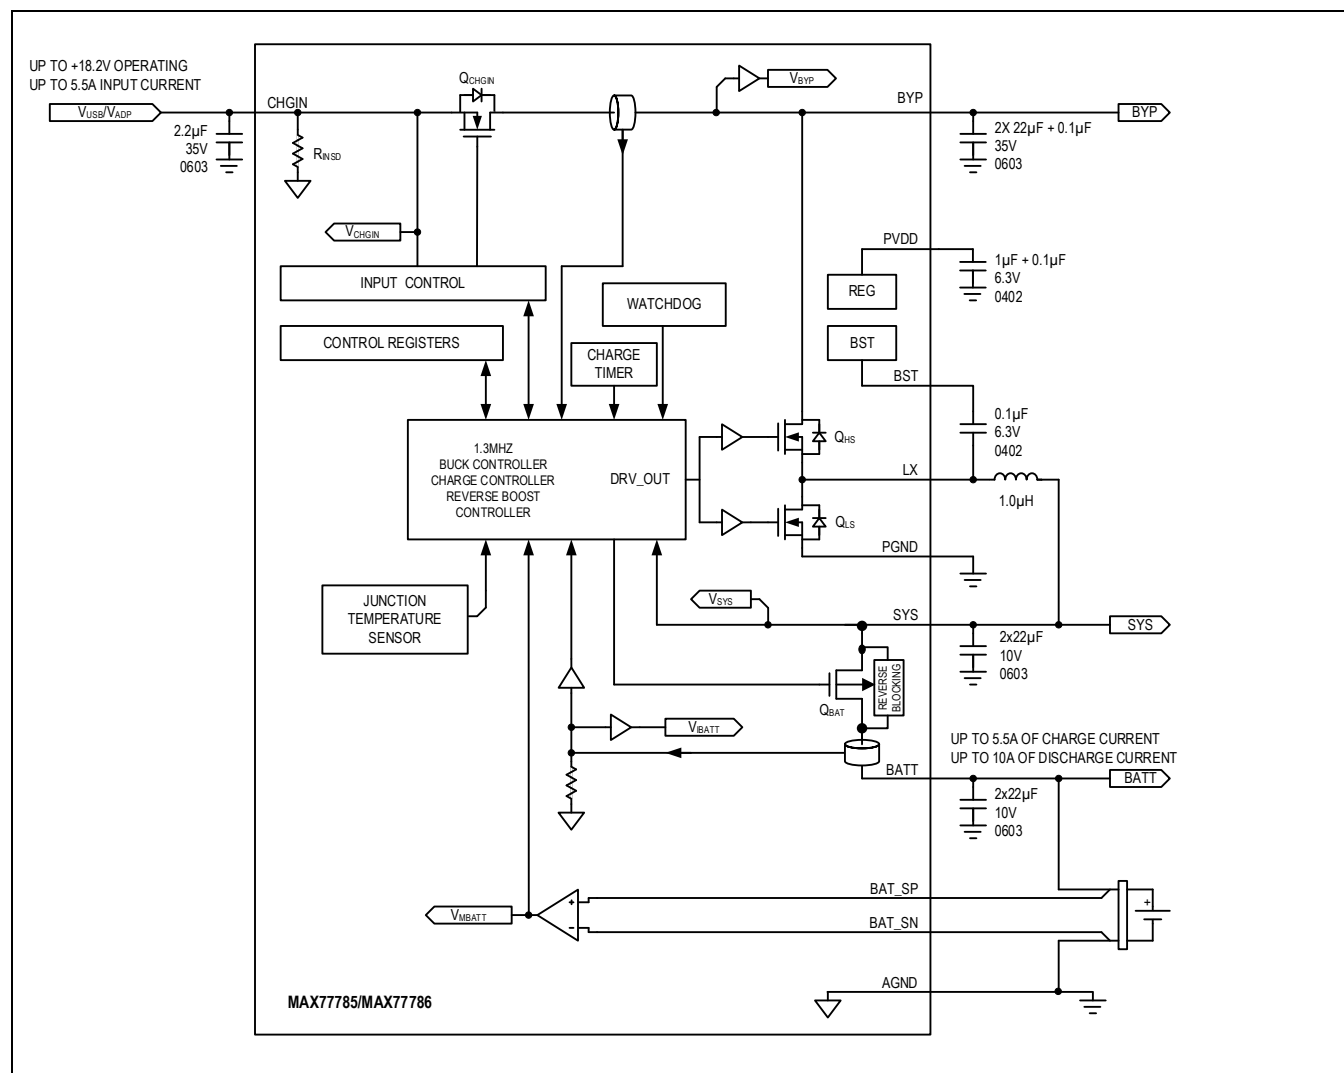 UP TO +18.2V OPERATING
UP TO 5.5A INPUT CURRENT
VUSB/VADP
2.2µF
35V
0603
CHGIN
RINSD
QCHGIN
VBYP
BYP
BYP
2X 22µF + 0.1µF
35V
0603
VCHGIN
INPUT CONTROL
CONTROL REGISTERS
WATCHDOG
CHARGE
TIMER
PVDD
REG
1µF + 0.1µF
6.3V
0402
BST
BST
0.1µF
6.3V
0402
1.3MHZ
BUCK CONTROLLER
CHARGE CONTROLLER
REVERSE BOOST
CONTROLLER
DRV_OUT
QHS
LX
1.0µH
QLS
PGND
JUNCTION
TEMPERATURE
SENSOR
VSYS
SYS
SYS
2x22µF
10V
0603
QBAT
REVERSE
BLOCKING
VIBATT
UP TO 5.5A OF CHARGE CURRENT
UP TO 10A OF DISCHARGE CURRENT
BATT
BATT
2x22µF
10V
0603
VMBATT
+
-
BAT_SP
BAT_SN
+
AGND
MAX77785/MAX77786